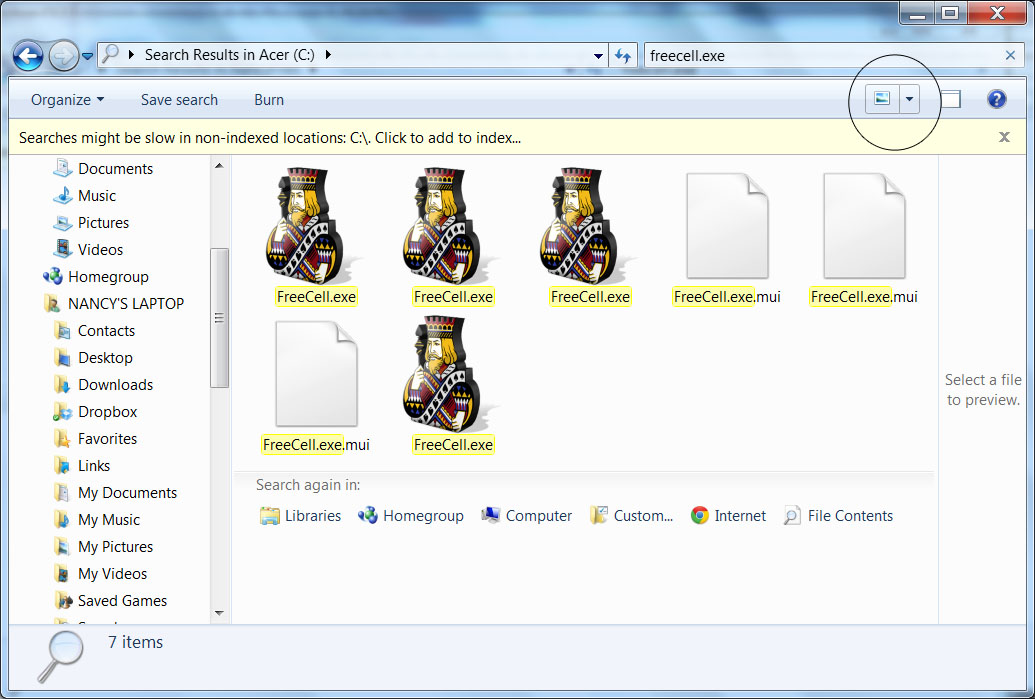 Search Results in Acer (C:)
freecell.exe
Organize
Save search
Burn
Searches might be slow in non-indexed locations: C:\. Click to add to index...
Documents
Music
Pictures
Videos
Homegroup
NANCY'S LAPTOP
Contacts
Desktop
Downloads
Dropbox
Favorites
Links
My Documents
My Music
My Pictures
My Videos
Saved Games
FreeCell.exe
FreeCell.exe
FreeCell.exe
FreeCell.exe.mui
FreeCell.exe.mui
FreeCell.exe.mui
FreeCell.exe
Search again in:
Libraries
Homegroup
Computer
Custom...
Internet
File Contents
Select a file
to preview.
7 items